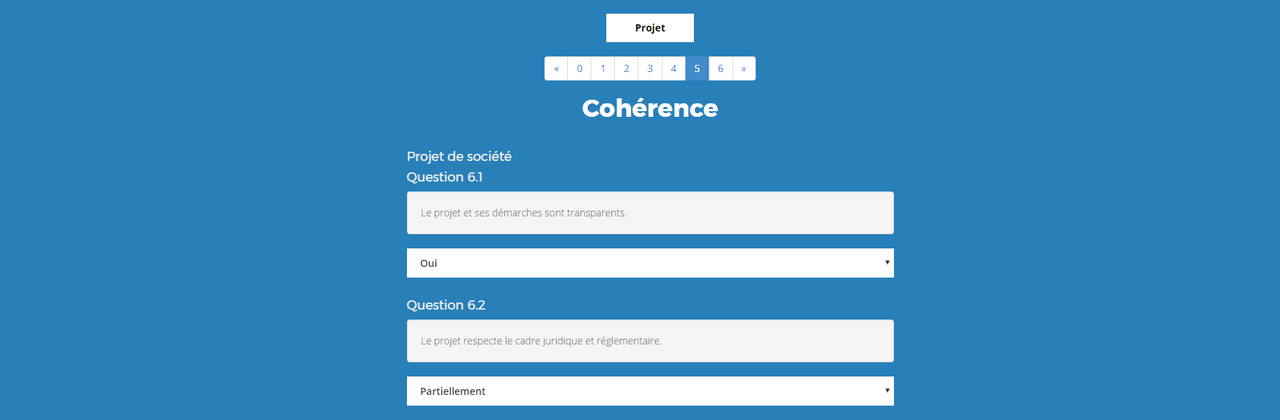 Projet
« 0 1 2 3 4 5 6 »
Cohérence
Projet de société
Question 6.1
Le projet et ses démarches sont transparents.
Oui
Question 6.2
Le projet respecte le cadre juridique et réglementaire.
Partiellement